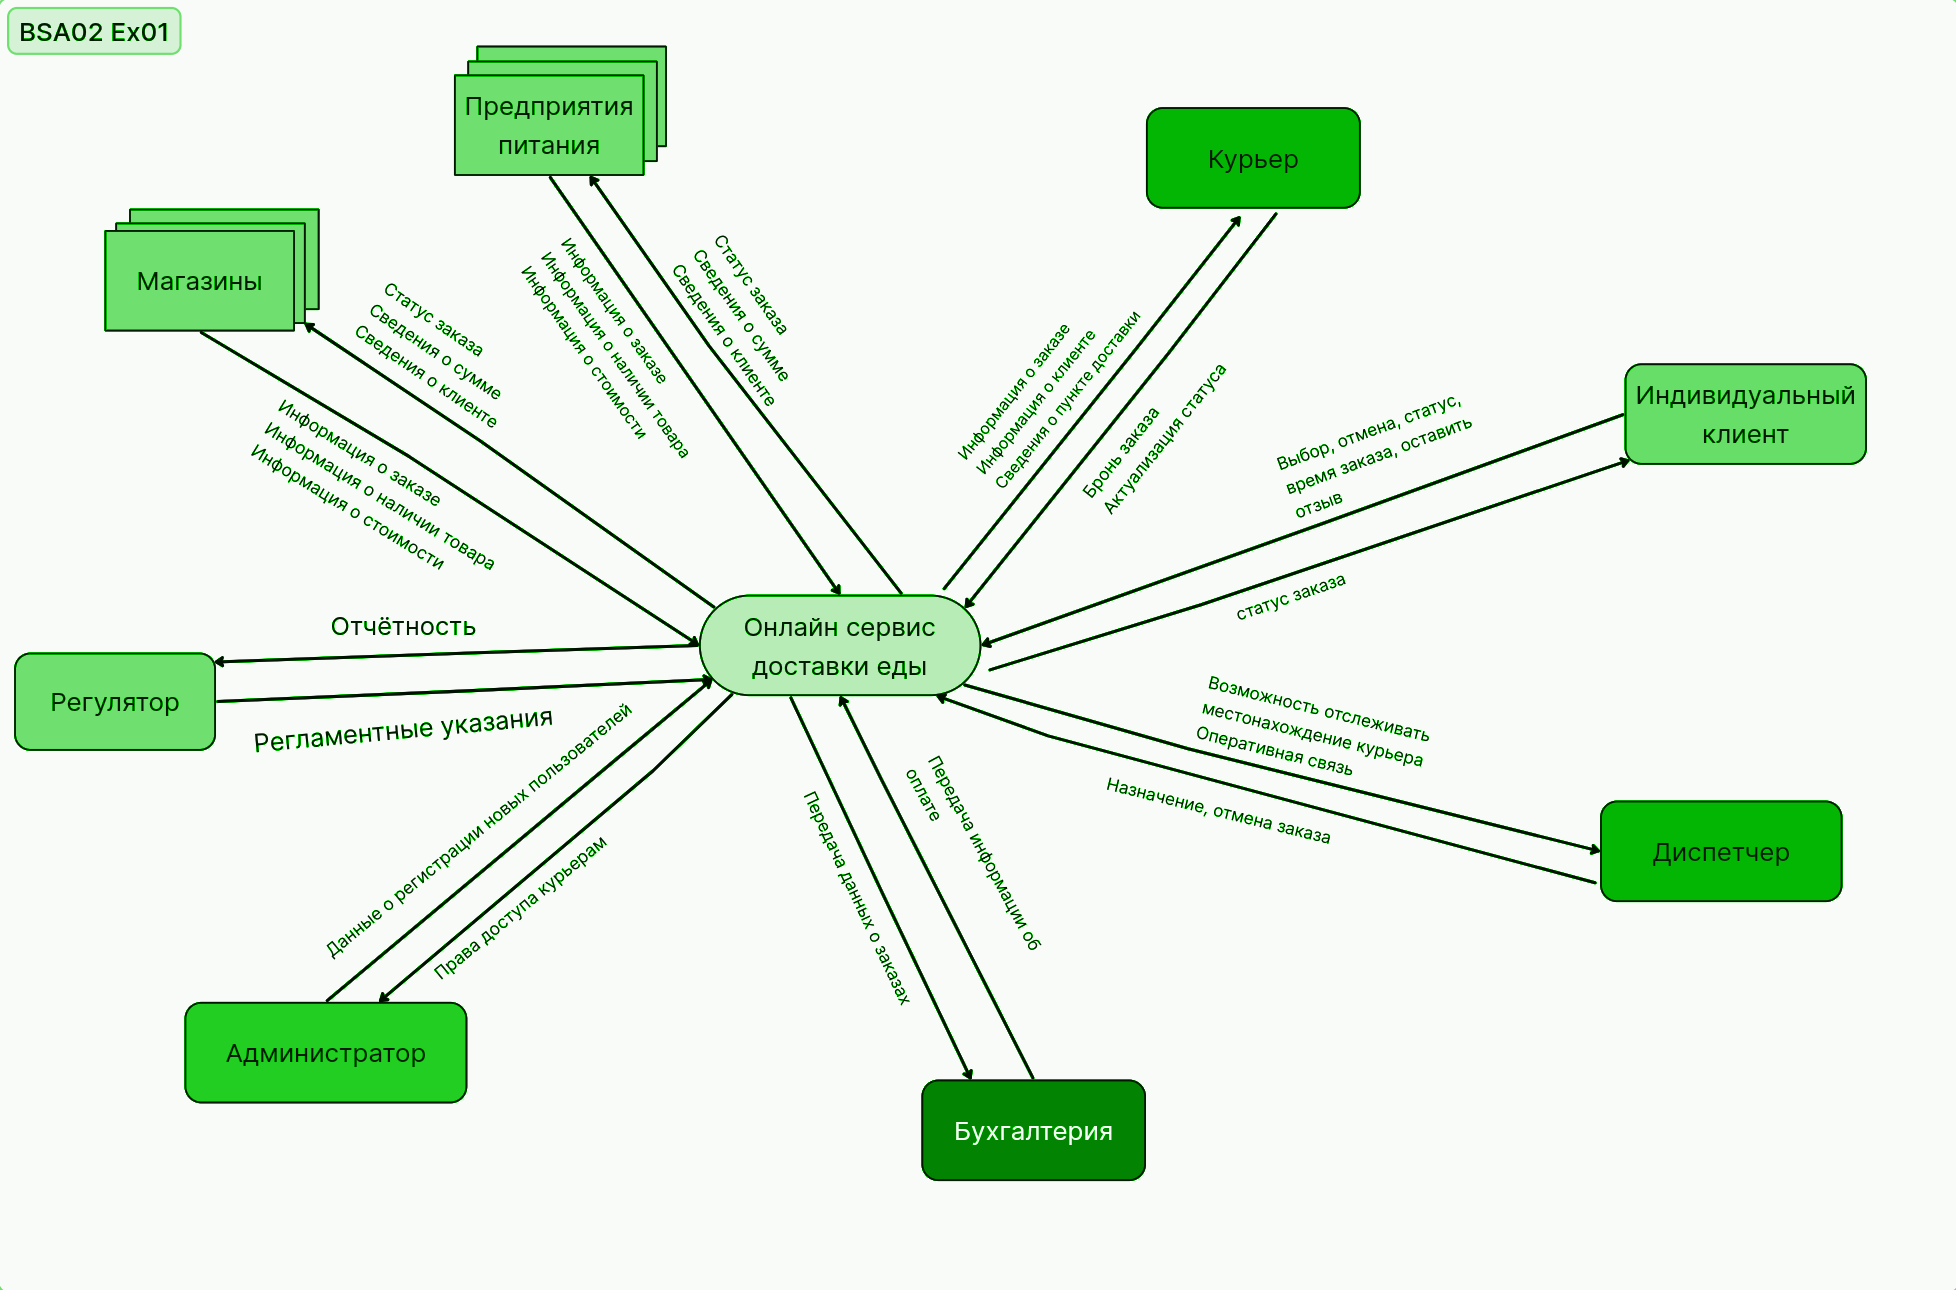 BSA02 Ex01
Предприятия
питания
Курьер
Магазины
Статус заказа
Сведения о сумме
Сведения о клиенте
Информация о заказе
Информация о наличии товара
Информация о стоимости
Статус заказа
Сведения о сумме
Сведения о клиенте
Информация о заказе
Информация о клиенте
Сведения о пункте доставки
Бронь заказа
Актуализация статуса
Индивидуальный
клиент
Выбор, отмена, статус,
время заказа, оставить
отзыв
статус заказа
Информация о заказе
Информация о наличии товара
Информация о стоимости
Отчётность
Онлайн сервис
доставки еды
Регулятор
Регламентные указания
Возможность отслеживать
местонахождение курьера
Оперативная связь
Назначение, отмена заказа
Диспетчер
Данные о регистрации новых пользователей
Права доступа курьерам
Передача данных о заказах
Передача информации об
оплате
Администратор
Бухгалтерия